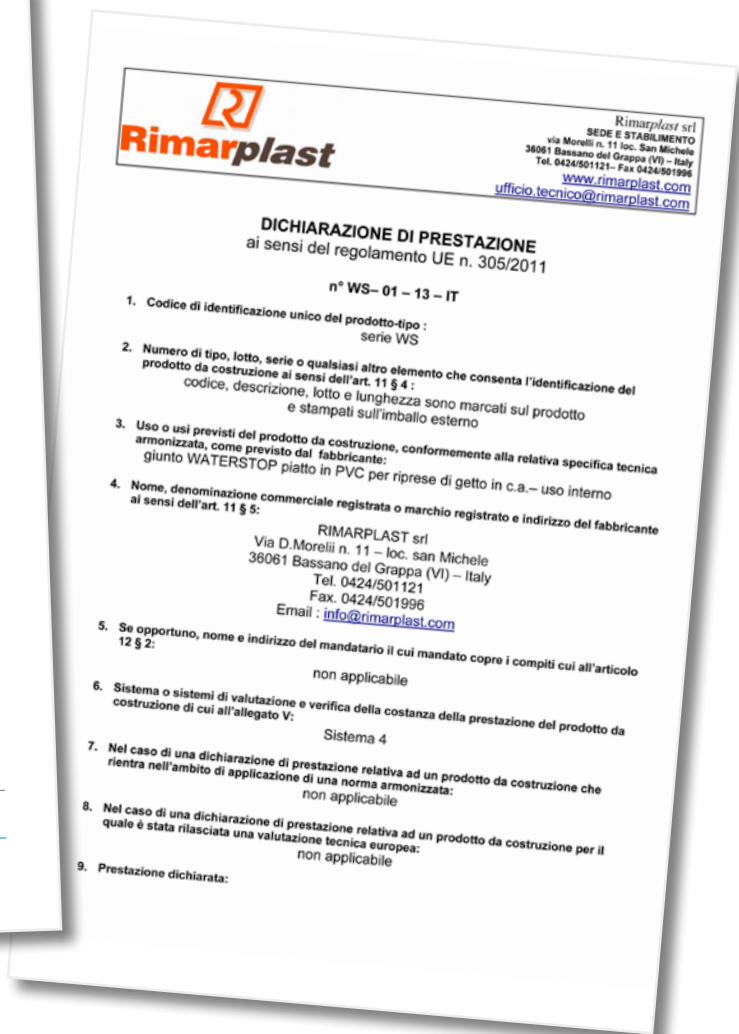 Rimarplast
Rimarplast srl
SEDE E STABILIMENTO
via Morelli n. 11 loc. San Michele
36061 Bassano del Grappa (VI) – Italy
Tel. 0424/501121– Fax 0424/501996
www.rimarplast.com
ufficio.tecnico@rimarplast.com
DICHIARAZIONE DI PRESTAZIONE
ai sensi del regolamento UE n. 305/2011
n° WS– 01 – 13 – IT
1. Codice di identificazione unico del prodotto-tipo :
serie WS
2. Numero di tipo, lotto, serie o qualsiasi altro elemento che consenta l'identificazione del
prodotto da costruzione ai sensi dell'art. 11 § 4 :
codice, descrizione, lotto e lunghezza sono marcati sul prodotto
e stampati sull'imballo esterno
3. Uso o usi previsti del prodotto da costruzione, conformemente alla relativa specifica tecnica
armonizzata, come previsto dal fabbricante:
giunto WATERSTOP piatto in PVC per riprese di getto in c.a.– uso interno
4. Nome, denominazione commerciale registrata o marchio registrato e indirizzo del fabbricante
ai sensi dell'art. 11 § 5:
RIMARPLAST srl
Via D.Morelii n. 11 – loc. san Michele
36061 Bassano del Grappa (VI) – Italy
Tel. 0424/501121
Fax. 0424/501996
Email : info@rimarplast.com
5. Se opportuno, nome e indirizzo del mandatario il cui mandato copre i compiti cui all'articolo
12 § 2:
non applicabile
6. Sistema o sistemi di valutazione e verifica della costanza della prestazione del prodotto da
costruzione di cui all'allegato V:
Sistema 4
7. Nel caso di una dichiarazione di prestazione relativa ad un prodotto da costruzione che
rientra nell'ambito di applicazione di una norma armonizzata:
non applicabile
8. Nel caso di una dichiarazione di prestazione relativa ad un prodotto da costruzione per il
quale è stata rilasciata una valutazione tecnica europea:
non applicabile
9. Prestazione dichiarata: